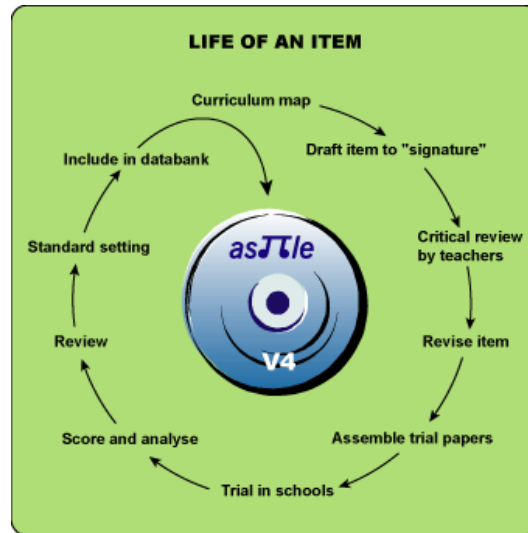 LIFE OF AN ITEM
Curriculum map
Draft item to "signature"
Critical review
by teachers
Revise item
Assemble trial papers
Trial in schools
Score and analyse
Review
Standard setting
Include in databank
asTTle
V4